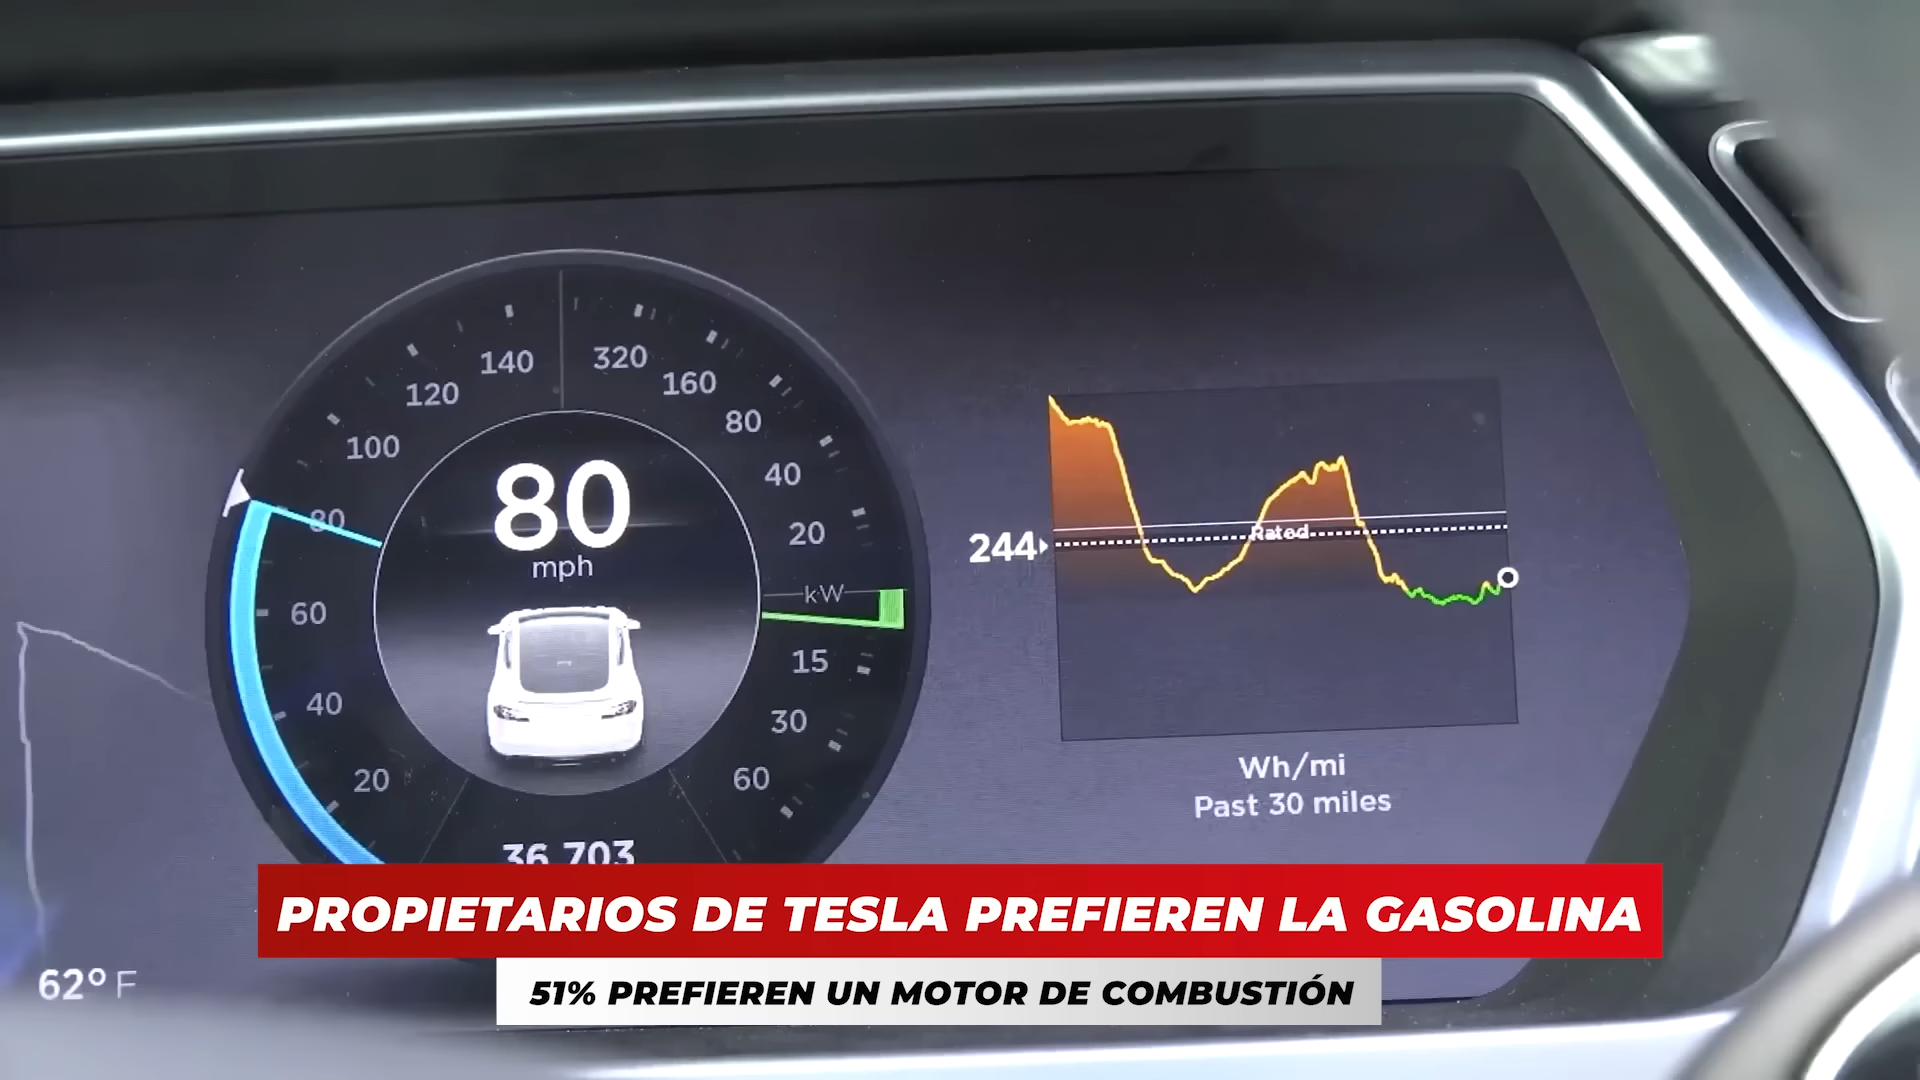 140 320
120 160
100 80
80 40
80 20
mph
kW
60 15
40 30
20 60
36,703
244
Rated
Wh/mi
Past 30 miles
62° F
PROPIETARIOS DE TESLA PREFIEREN LA GASOLINA
51% PREFIEREN UN MOTOR DE COMBUSTIÓN